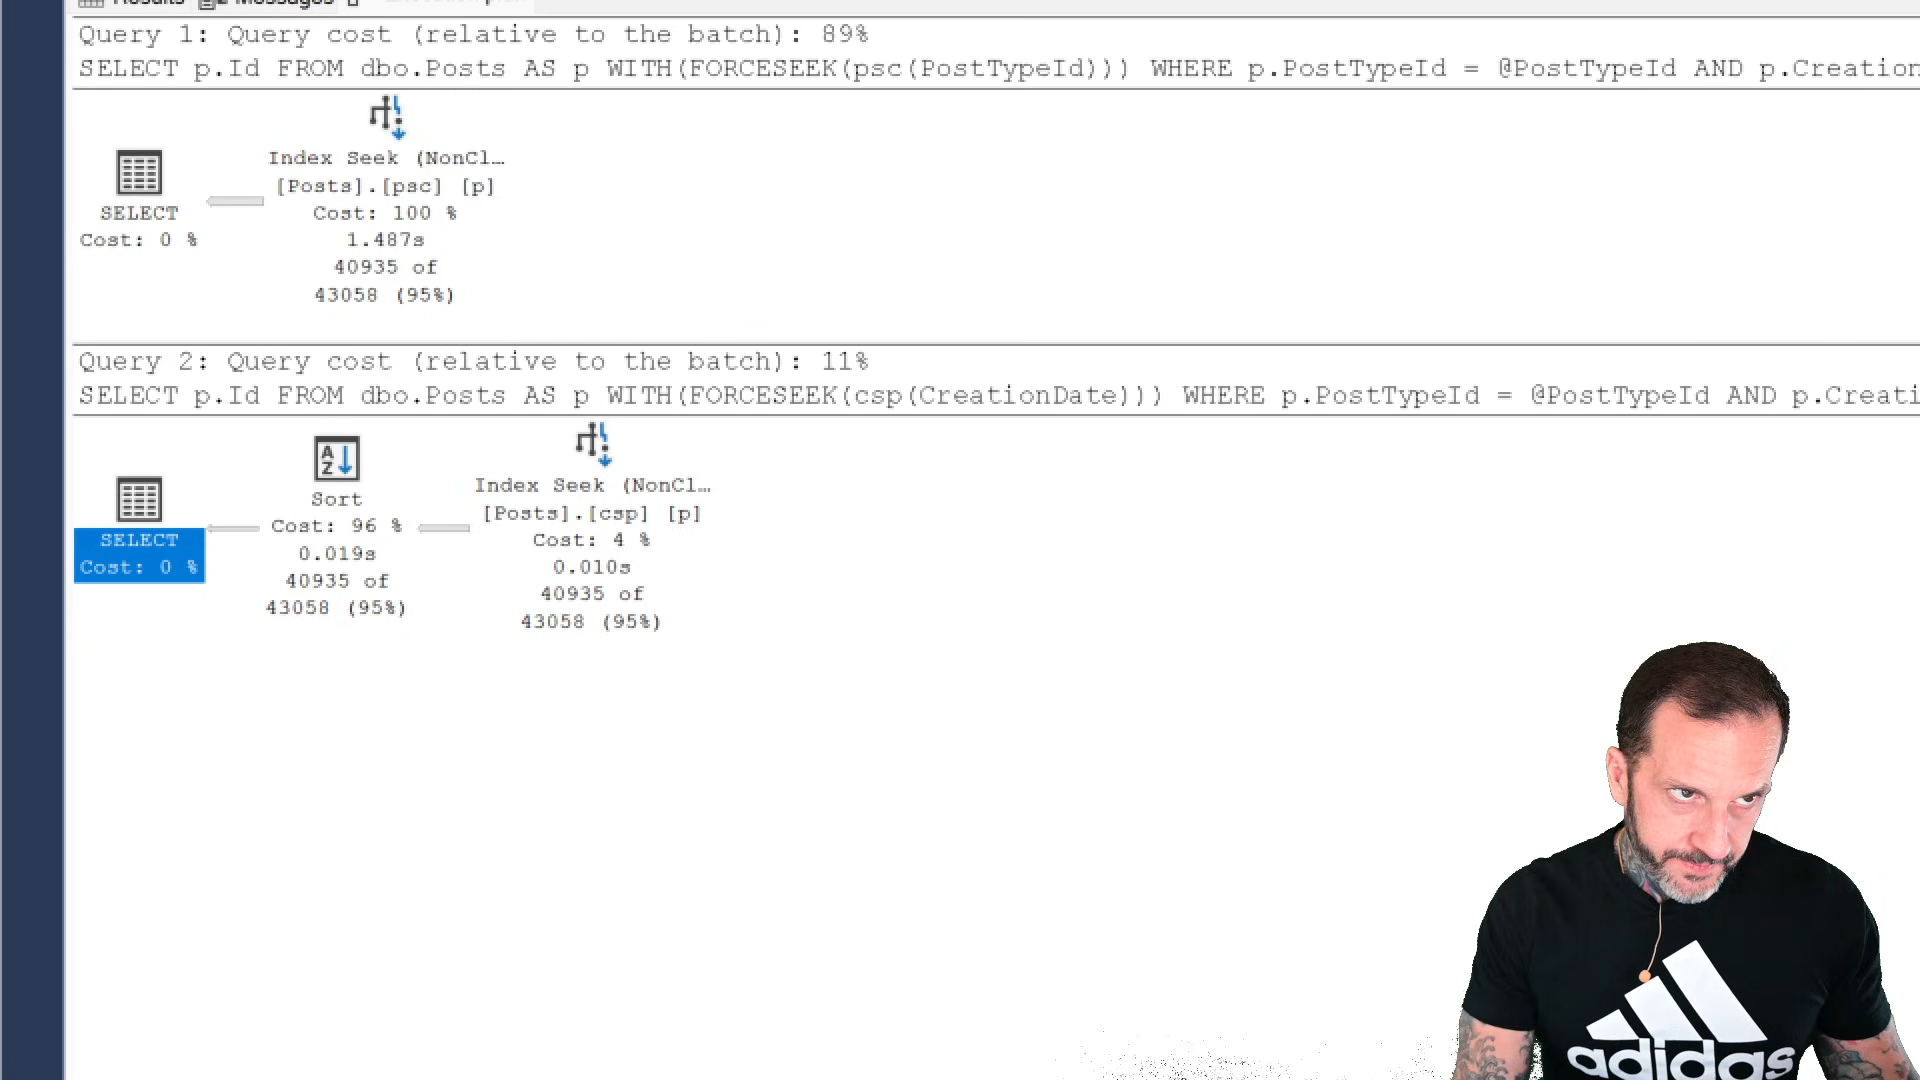 Results Messages
Query 1: Query cost (relative to the batch): 89%
SELECT p.Id FROM dbo.Posts AS p WITH(FORCESEEK(psc(PostTypeId))) WHERE p.PostTypeId = @PostTypeId AND p.Creation
Index Seek (NonCl…
[Posts].[psc] [p]
Cost: 100 %
1.487s
40935 of
43058 (95%)
SELECT
Cost: 0 %
Query 2: Query cost (relative to the batch): 11%
SELECT p.Id FROM dbo.Posts AS p WITH(FORCESEEK(csp(CreationDate))) WHERE p.PostTypeId = @PostTypeId AND p.Creati
Index Seek (NonCl…
[Posts].[csp] [p]
Cost: 4 %
0.010s
40935 of
43058 (95%)
Sort
Cost: 96 %
0.019s
40935 of
43058 (95%)
SELECT
Cost: 0 %
adidas